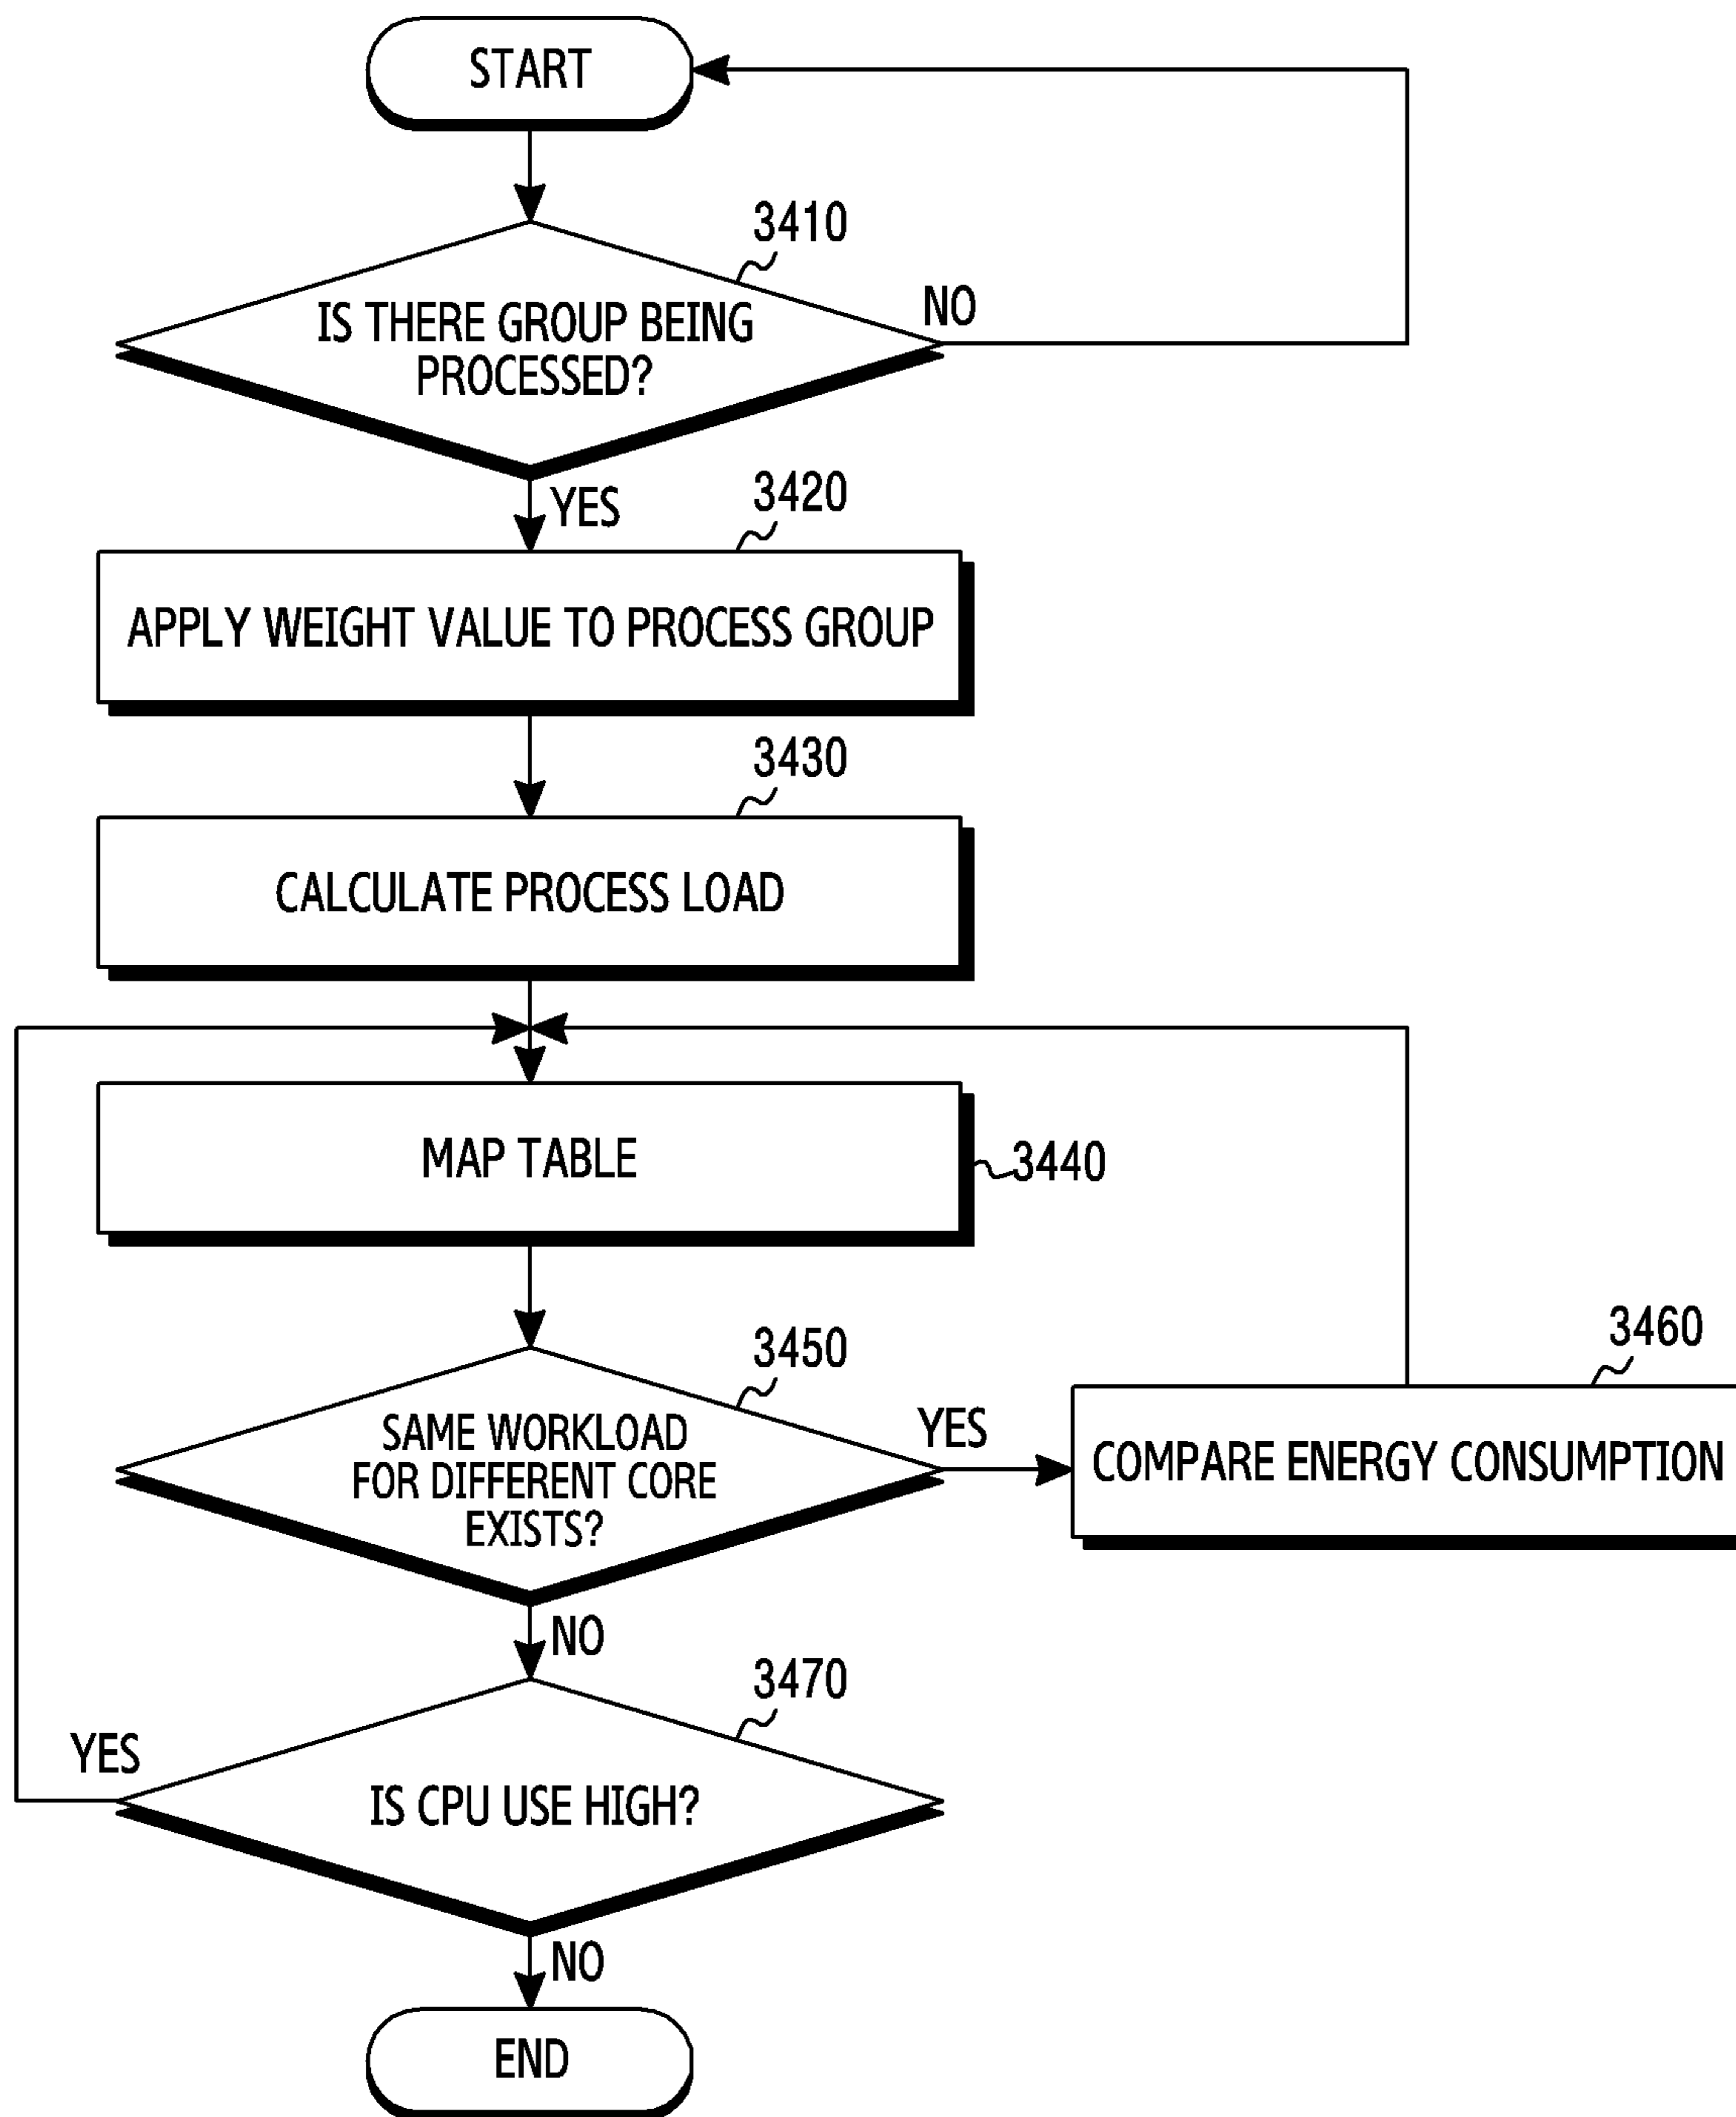 START
3410
IS THERE GROUP BEING
PROCESSED?
NO
YES
3420
APPLY WEIGHT VALUE TO PROCESS GROUP
3430
CALCULATE PROCESS LOAD
MAP TABLE
3440
3450
SAME WORKLOAD
FOR DIFFERENT CORE
EXISTS?
YES
3460
COMPARE ENERGY CONSUMPTION
NO
3470
YES
IS CPU USE HIGH?
NO
END